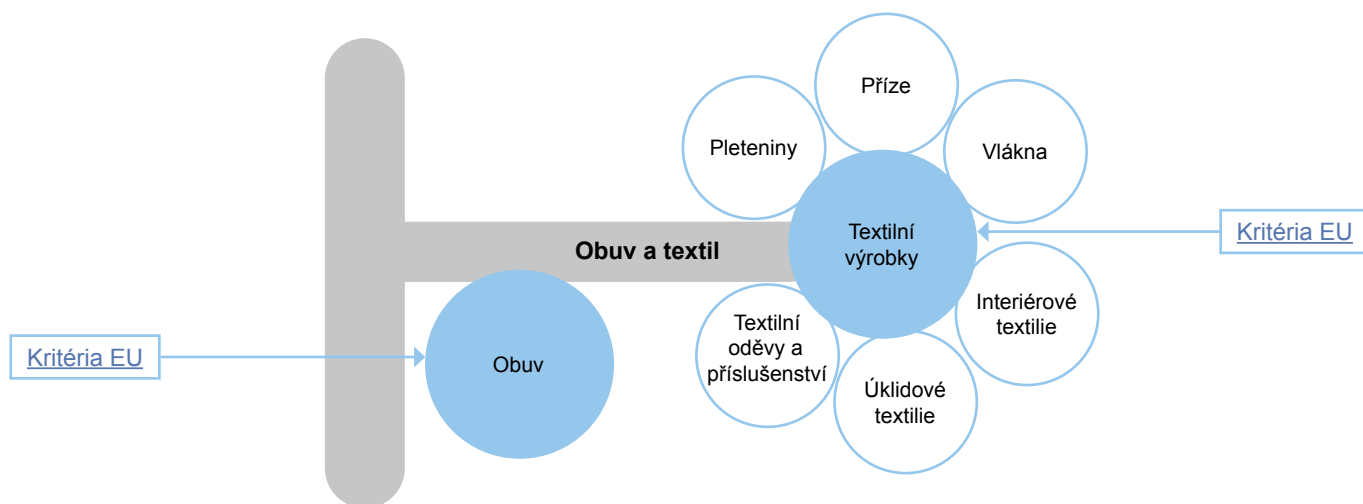 Příze
Pleteniny
Vlákna
Textilní
výrobky
Kritéria EU
Obuv a textil
Interiérové
textilie
Textilní
oděvy a
příslušenství
Kritéria EU
Obuv
Úklidové
textilie